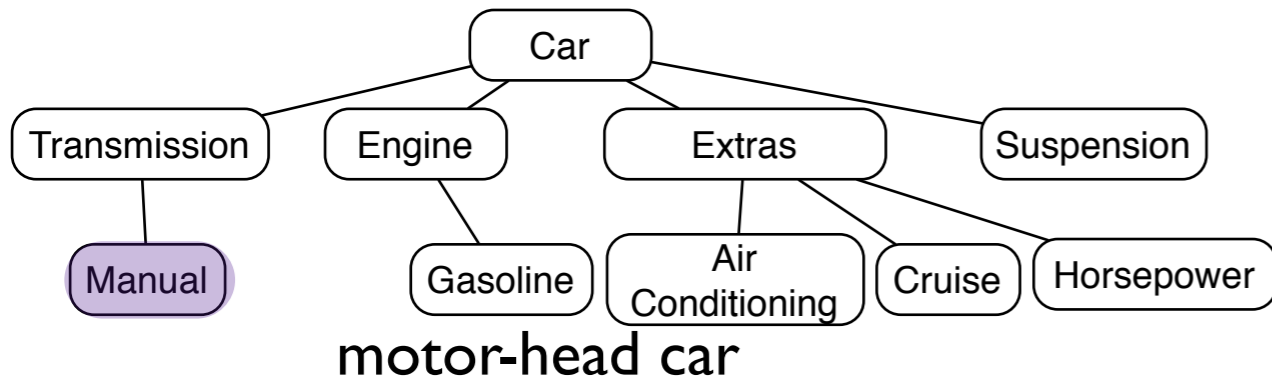 Car
Transmission
Engine
Extras
Suspension
Manual
Gasoline
Air
Conditioning
Cruise
Horsepower
motor-head car